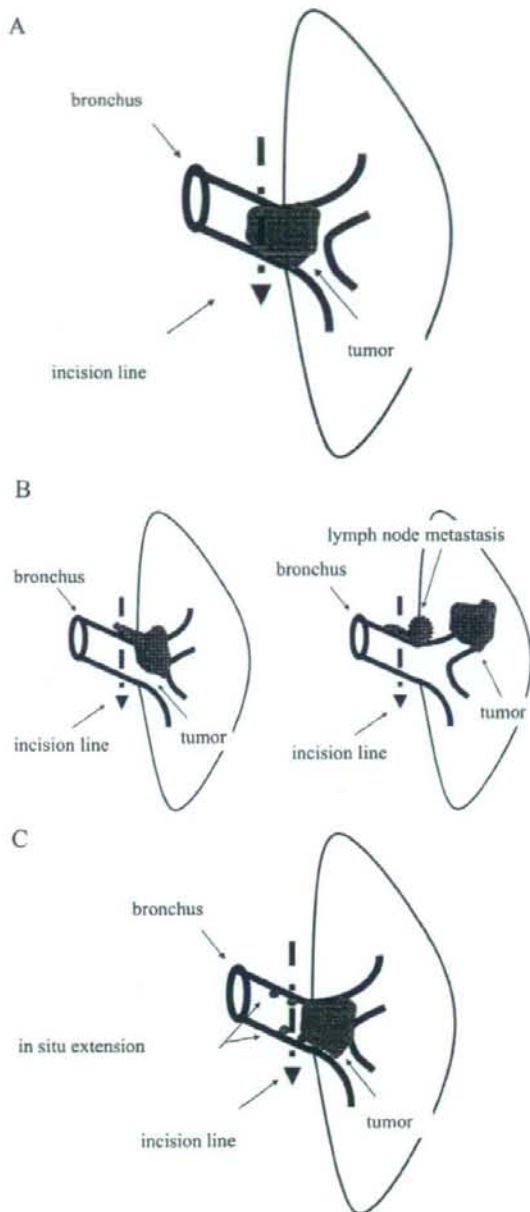 A
bronchus
incision line
tumor
B
bronchus
incision line
tumor
lymph node metastasis
bronchus
incision line
tumor
C
bronchus
in situ extension
incision line
tumor